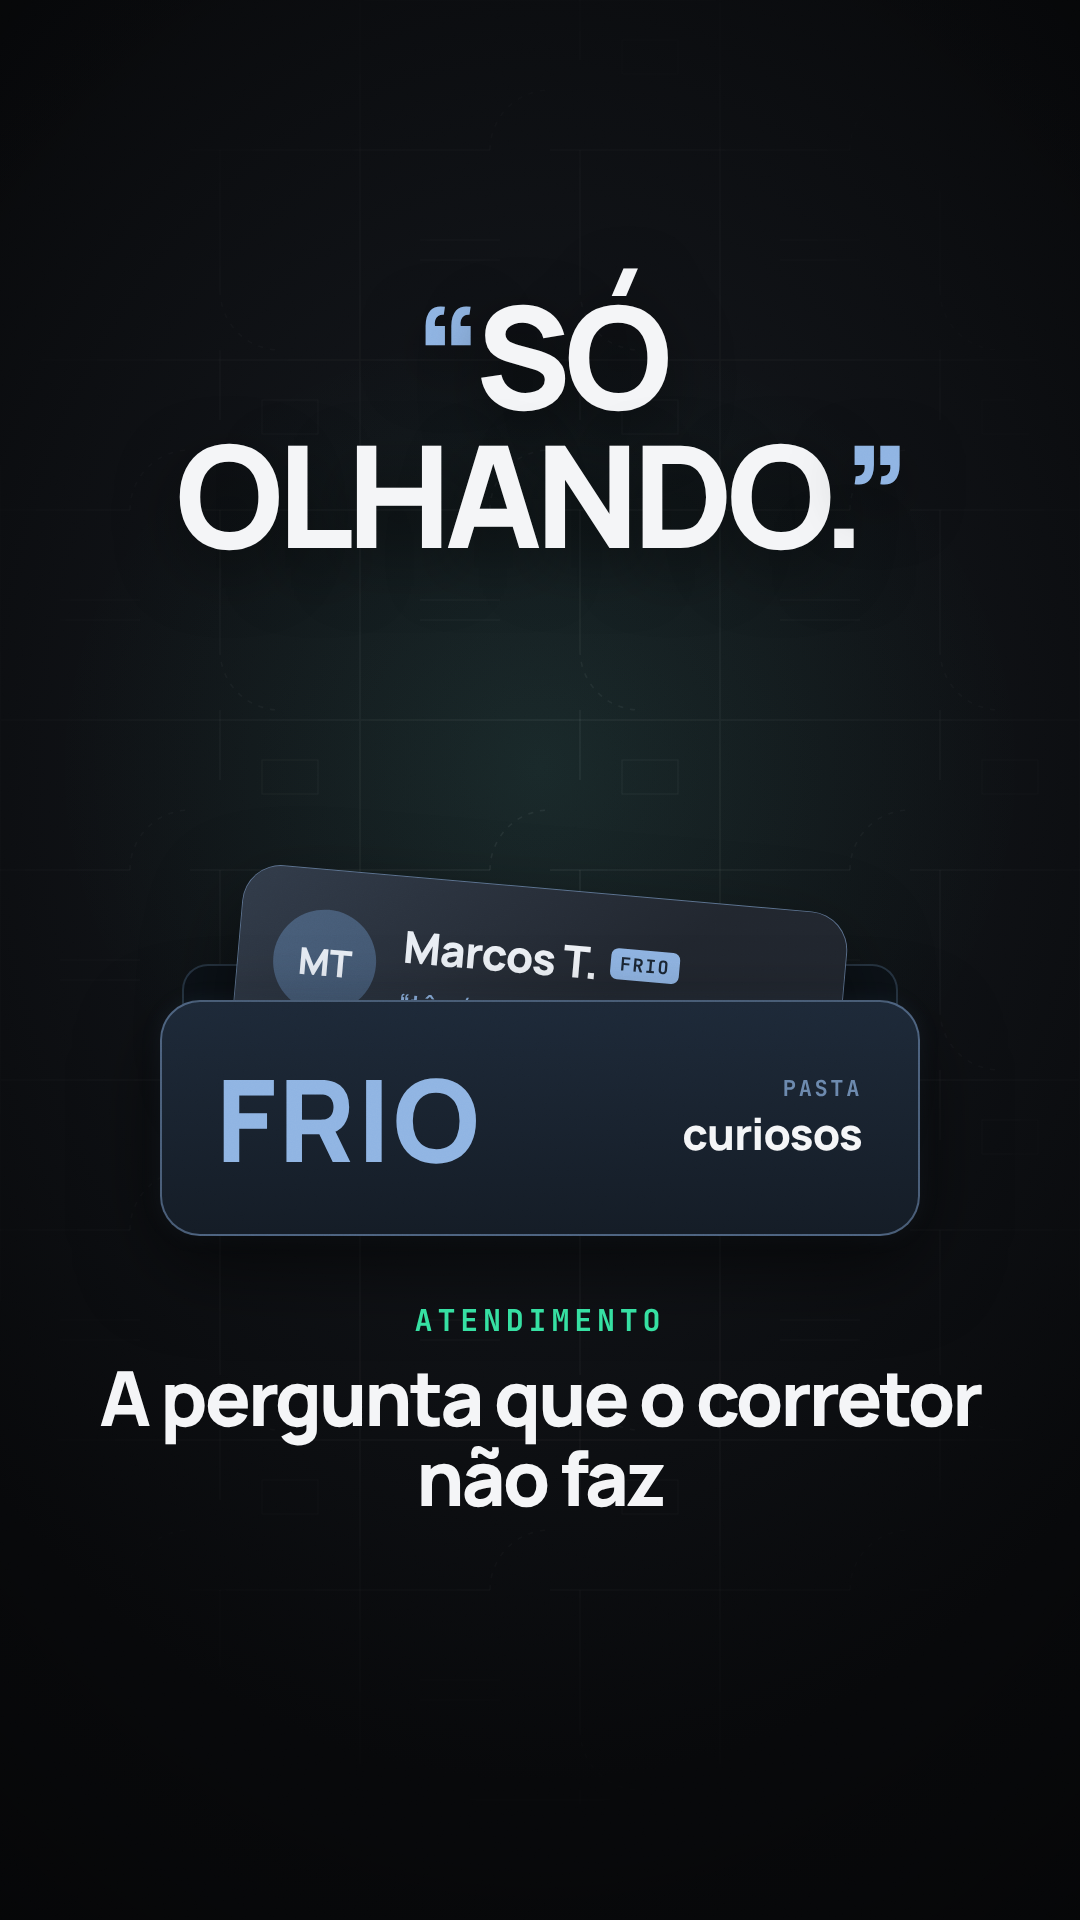 “SÓ
OLHANDO.”
MT
Marcos T.
FRIO
FRIO
PASTA
curiosos
ATENDIMENTO
A pergunta que o corretor
não faz